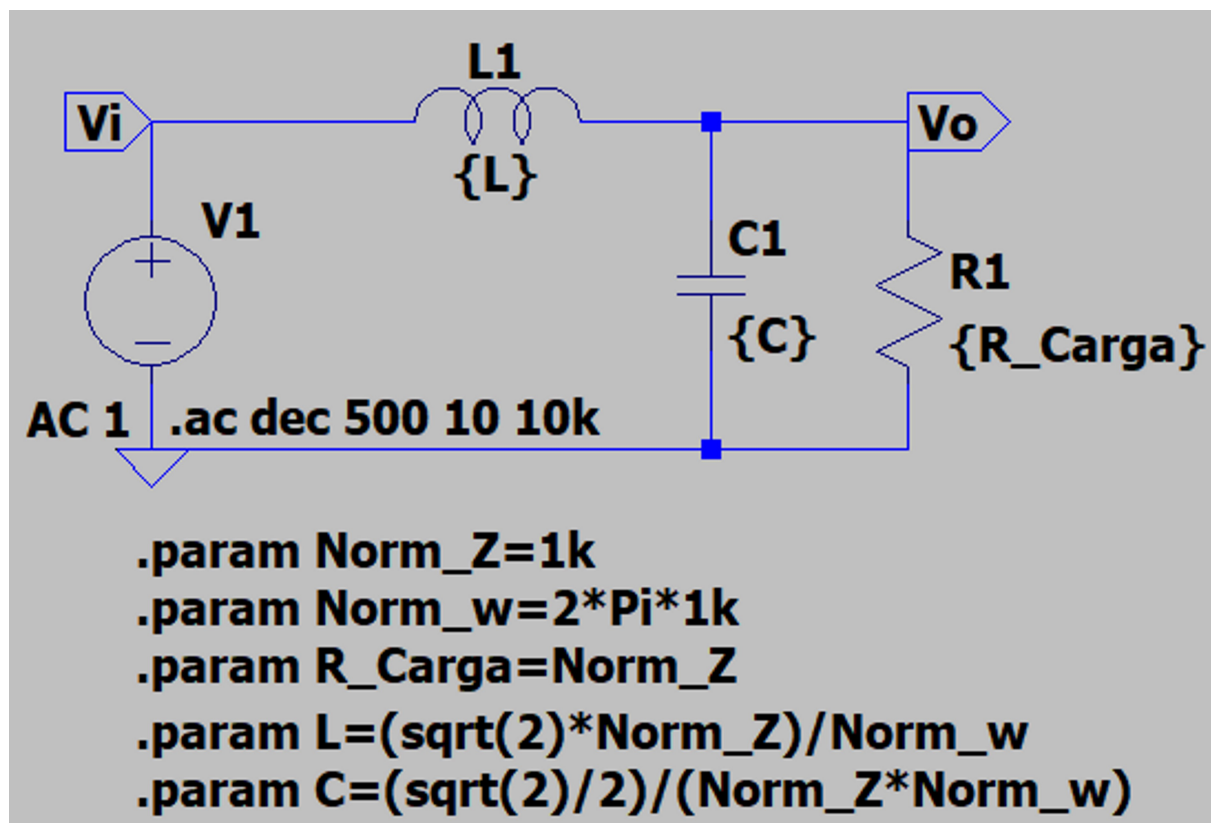 L1
Vi
Vo
{L}
V1
C1
R1
{C}
{R_Carga}
AC 1
.ac dec 500 10 10k
.param Norm_Z=1k
.param Norm_w=2*Pi*1k
.param R_Carga=Norm_Z
.param L=(sqrt(2)*Norm_Z)/Norm_w
.param C=(sqrt(2)/2)/(Norm_Z*Norm_w)